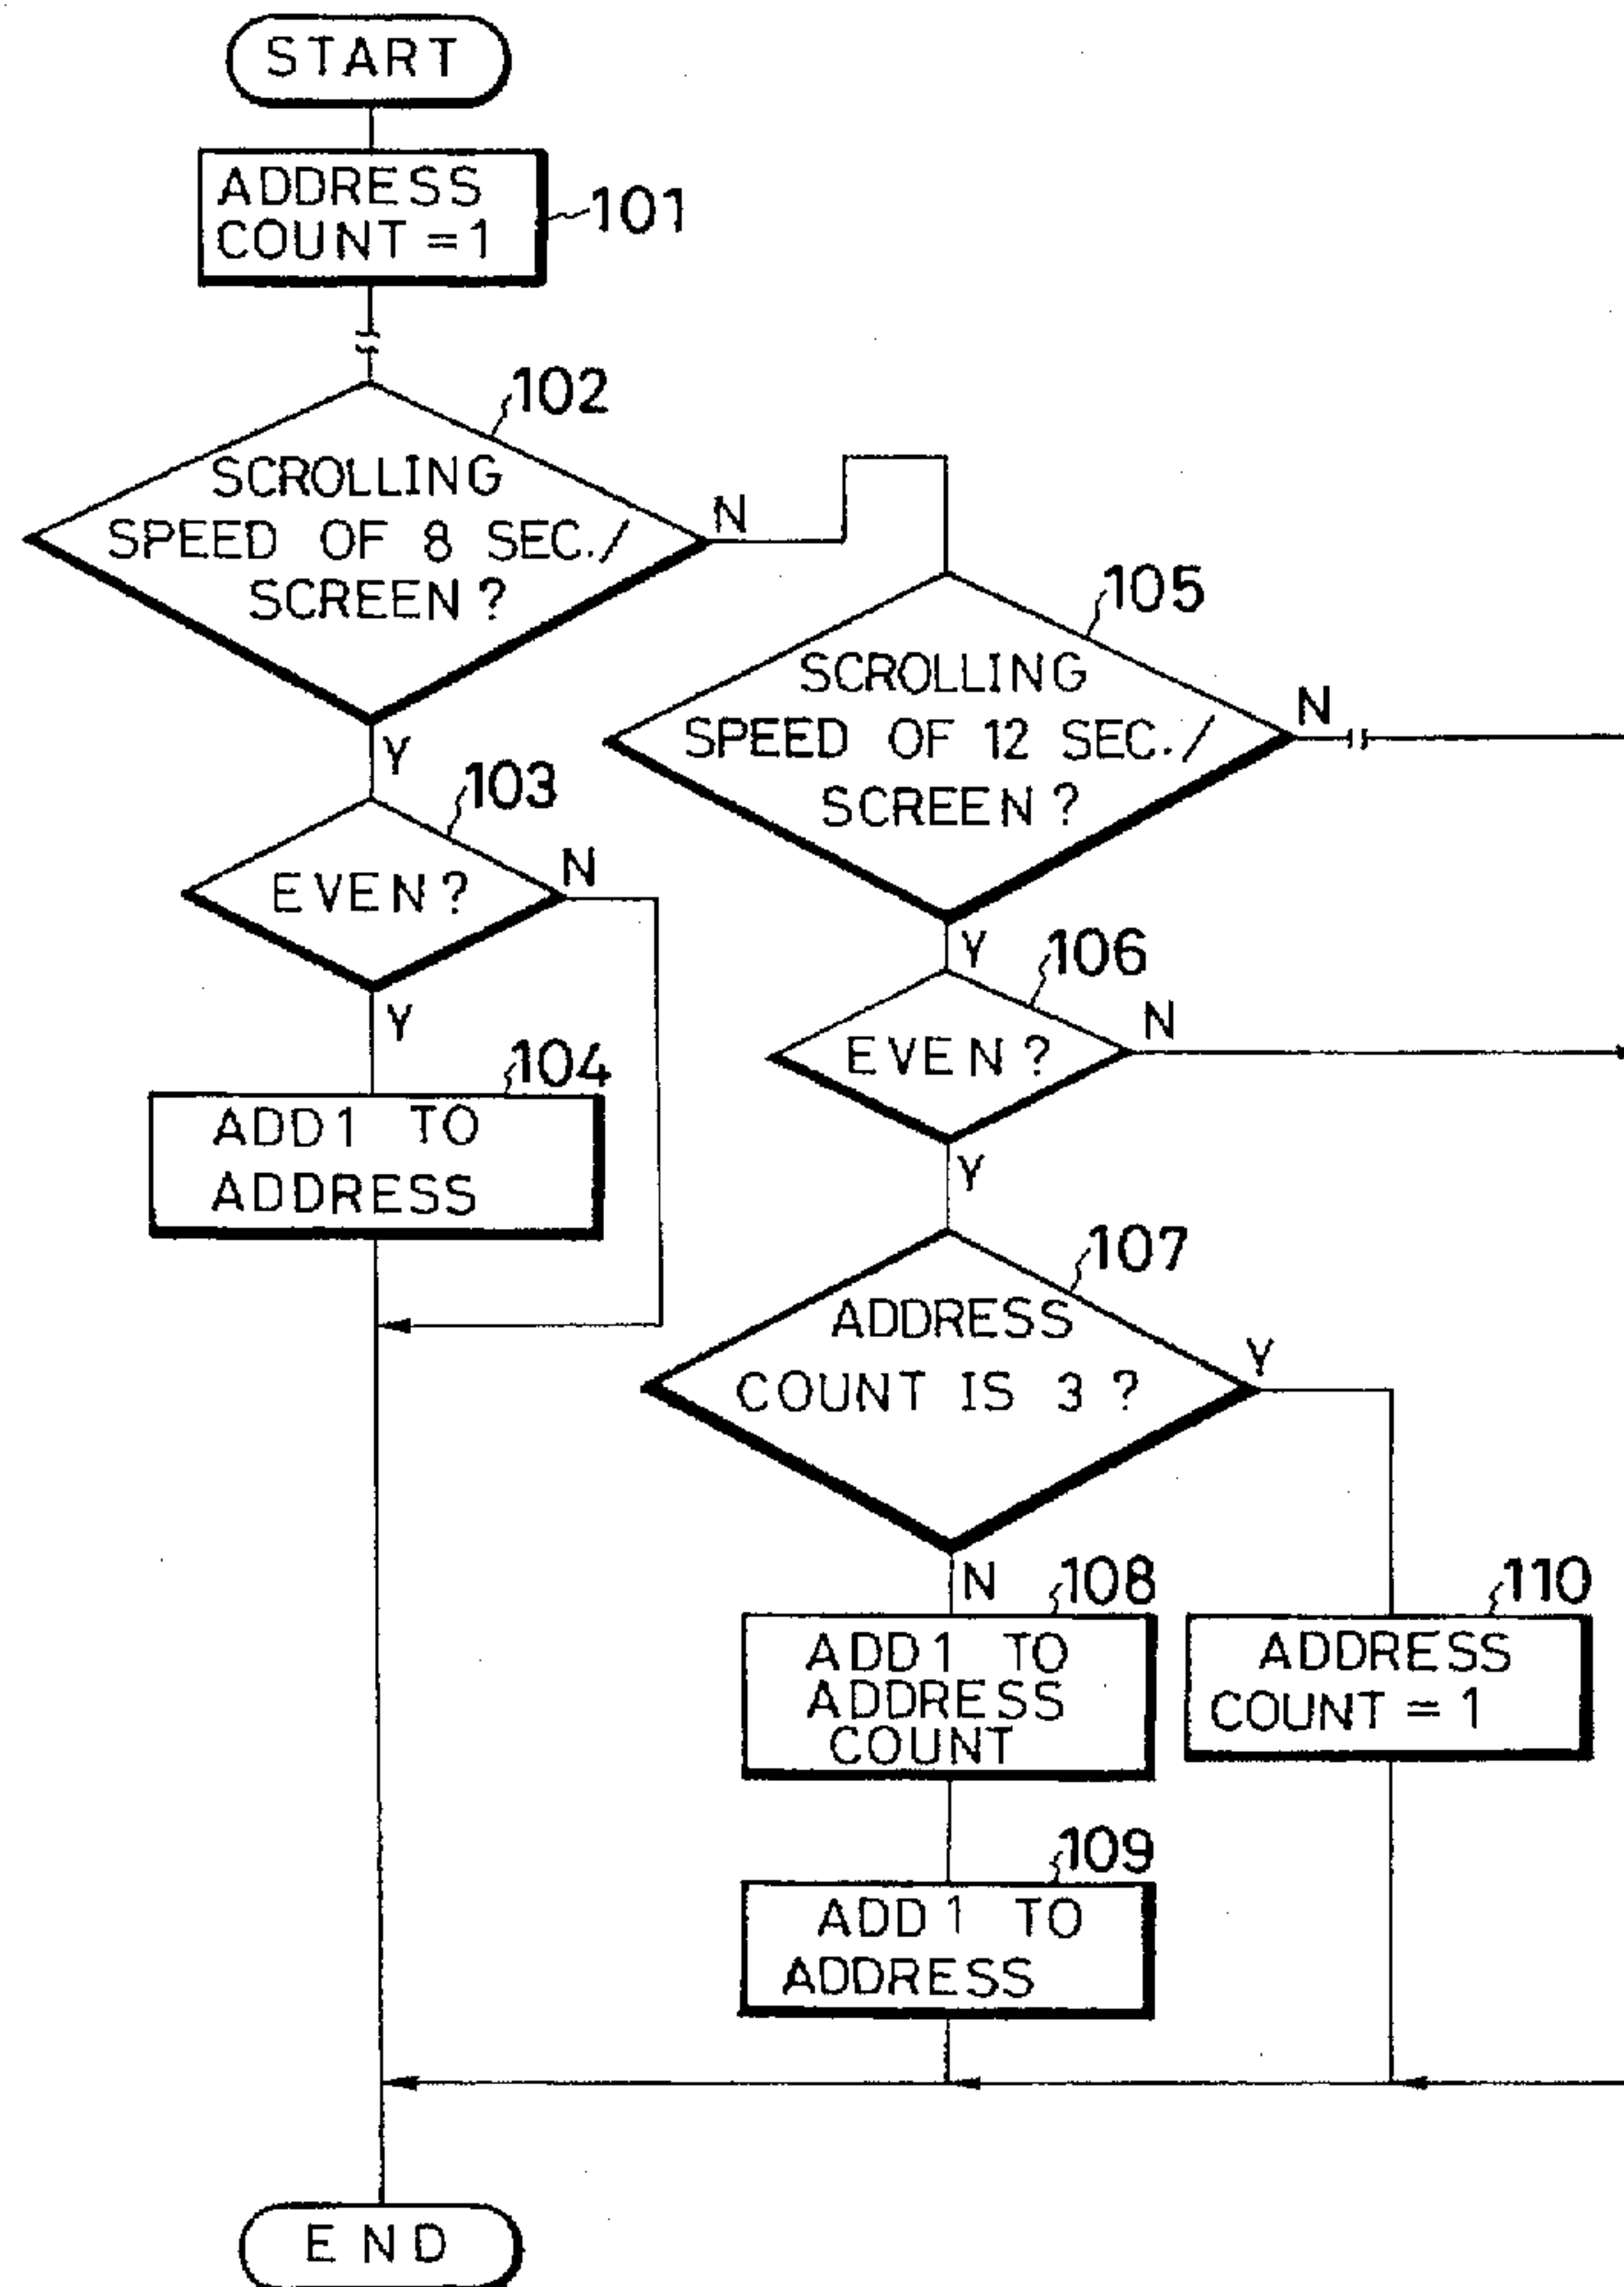 START
ADDRESS
COUNT = 1
101
102
SCROLLING
SPEED OF 8 SEC./
SCREEN ?
N
Y
103
EVEN ?
N
Y
104
ADD 1 TO
ADDRESS
105
SCROLLING
SPEED OF 12 SEC./
SCREEN ?
N
Y
106
EVEN ?
N
Y
107
ADDRESS
COUNT IS 3 ?
Y
N
108
ADD 1 TO
ADDRESS
COUNT
110
ADDRESS
COUNT = 1
109
ADD 1 TO
ADDRESS
END